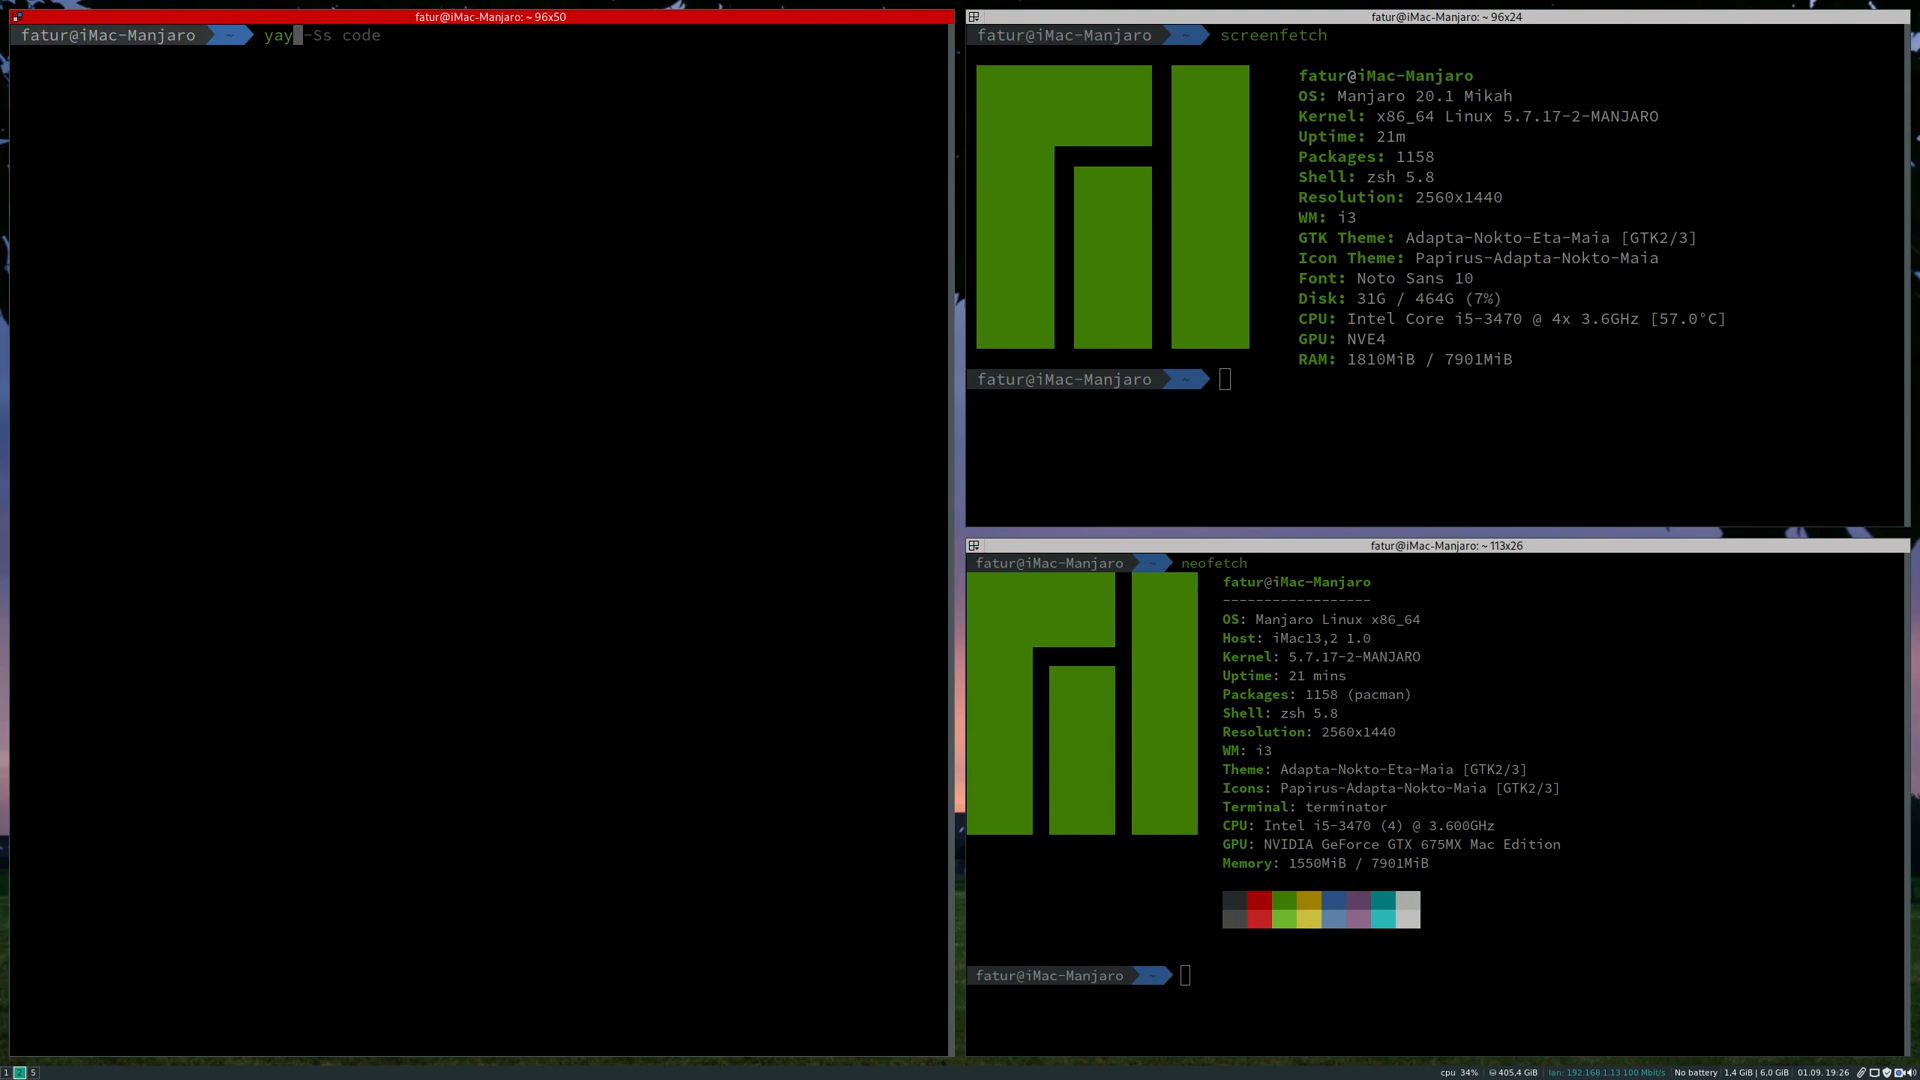 fatur@iMac-Manjaro: ~ 96x50
fatur@iMac-Manjaro ~ yay -Ss code
fatur@iMac-Manjaro: ~ 96x24
fatur@iMac-Manjaro ~ screenfetch
fatur@iMac-Manjaro
OS: Manjaro 20.1 Mikah
Kernel: x86_64 Linux 5.7.17-2-MANJARO
Uptime: 21m
Packages: 1158
Shell: zsh 5.8
Resolution: 2560x1440
WM: i3
GTK Theme: Adapta-Nokto-Eta-Maia [GTK2/3]
Icon Theme: Papirus-Adapta-Nokto-Maia
Font: Noto Sans 10
Disk: 31G / 464G (7%)
CPU: Intel Core i5-3470 @ 4x 3.6GHz [57.0°C]
GPU: NVE4
RAM: 1810MiB / 7901MiB
fatur@iMac-Manjaro ~
fatur@iMac-Manjaro: ~ 113x26
fatur@iMac-Manjaro ~ neofetch
fatur@iMac-Manjaro
------------------
OS: Manjaro Linux x86_64
Host: iMac13,2 1.0
Kernel: 5.7.17-2-MANJARO
Uptime: 21 mins
Packages: 1158 (pacman)
Shell: zsh 5.8
Resolution: 2560x1440
WM: i3
Theme: Adapta-Nokto-Eta-Maia [GTK2/3]
Icons: Papirus-Adapta-Nokto-Maia [GTK2/3]
Terminal: terminator
CPU: Intel i5-3470 (4) @ 3.600GHz
GPU: NVIDIA GeForce GTX 675MX Mac Edition
Memory: 1550MiB / 7901MiB
fatur@iMac-Manjaro ~
1 2 5 cpu 34% 405,4 GiB lan: 192.168.1.13 100 Mbit/s No battery 1,4 GiB | 6,0 GiB 01.09. 19:26